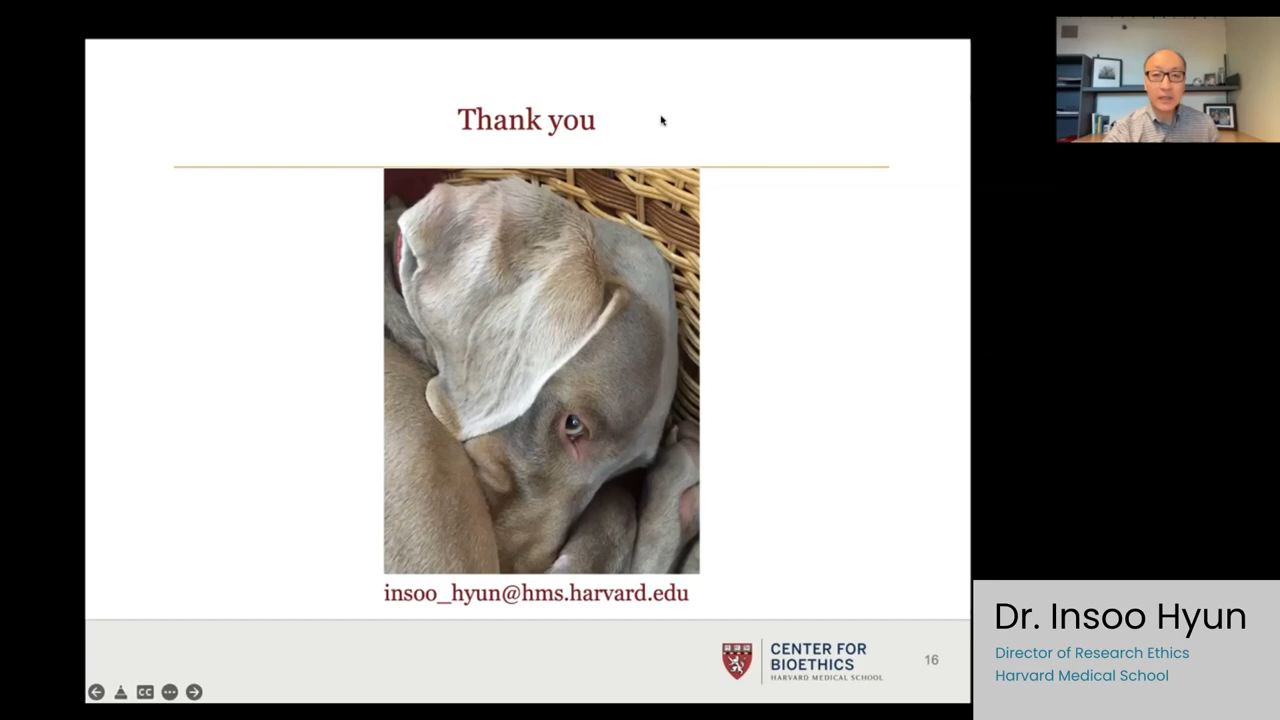 Thank you
insoo_hyun@hms.harvard.edu
CENTER FOR
BIOETHICS
HARVARD MEDICAL SCHOOL
16
CC
Dr. Insoo Hyun
Director of Research Ethics
Harvard Medical School